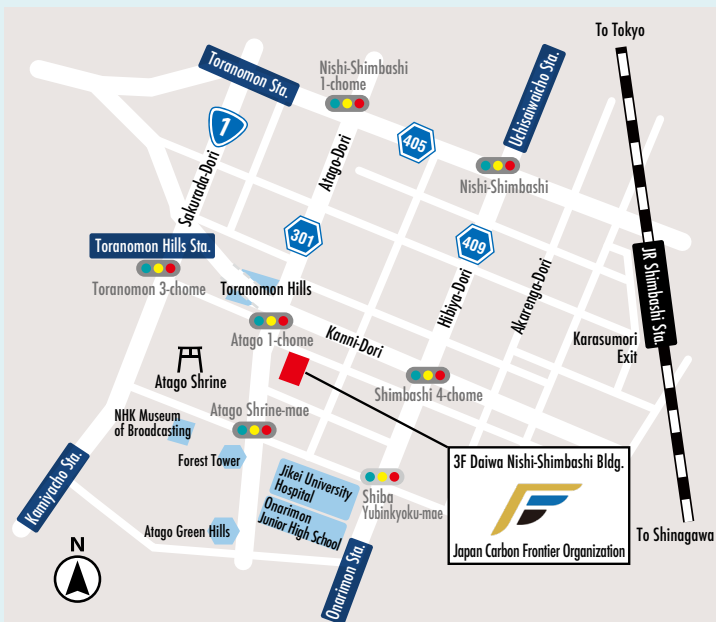 To Tokyo
Toranomon Sta.
Nishi-Shimbashi
1-chome
Uchisaiwaicho Sta.
1
405
Nishi-Shimbashi
Sakurada-Dori
Atago-Dori
301
409
Toranomon Hills Sta.
Toranomon 3-chome
Toranomon Hills
Atago 1-chome
Kanni-Dori
Hibiya-Dori
Akarenga-Dori
JR Shimbashi Sta.
Karasumori
Exit
Atago Shrine
Shimbashi 4-chome
NHK Museum
of Broadcasting
Atago Shrine-mae
Forest Tower
Kamiyacho Sta.
Jikei University
Hospital
Onarimon
Junior High School
Shiba
Yubinkyoku-mae
Atago Green Hills
Onarimon Sta.
3F Daiwa Nishi-Shimbashi Bldg.
Japan Carbon Frontier Organization
To Shinagawa
N